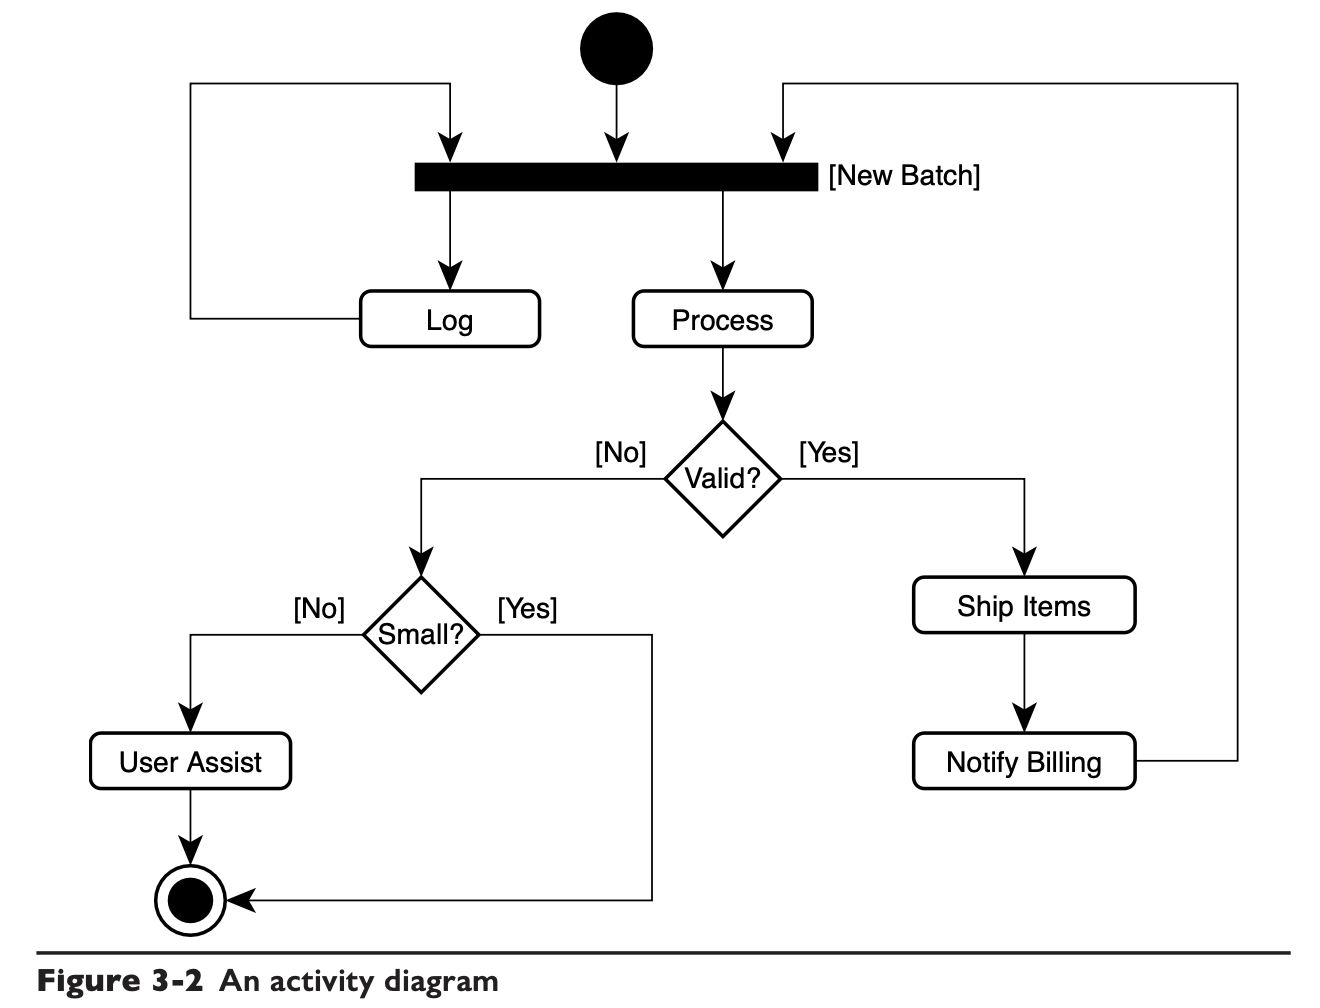 [New Batch]
Log
Process
[No]
[Yes]
Valid?
[No]
[Yes]
Small?
Ship Items
User Assist
Notify Billing
Figure 3-2 An activity diagram